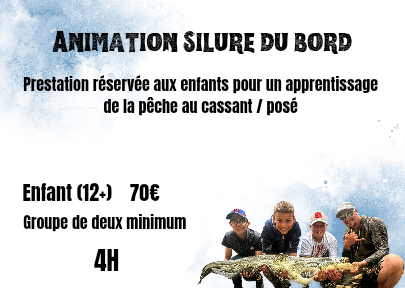 Animation Silure du bord
Prestation réservée aux enfants pour un apprentissage
de la pêche au cassant / posé
Enfant (12+) 70€
Groupe de deux minimum
4H